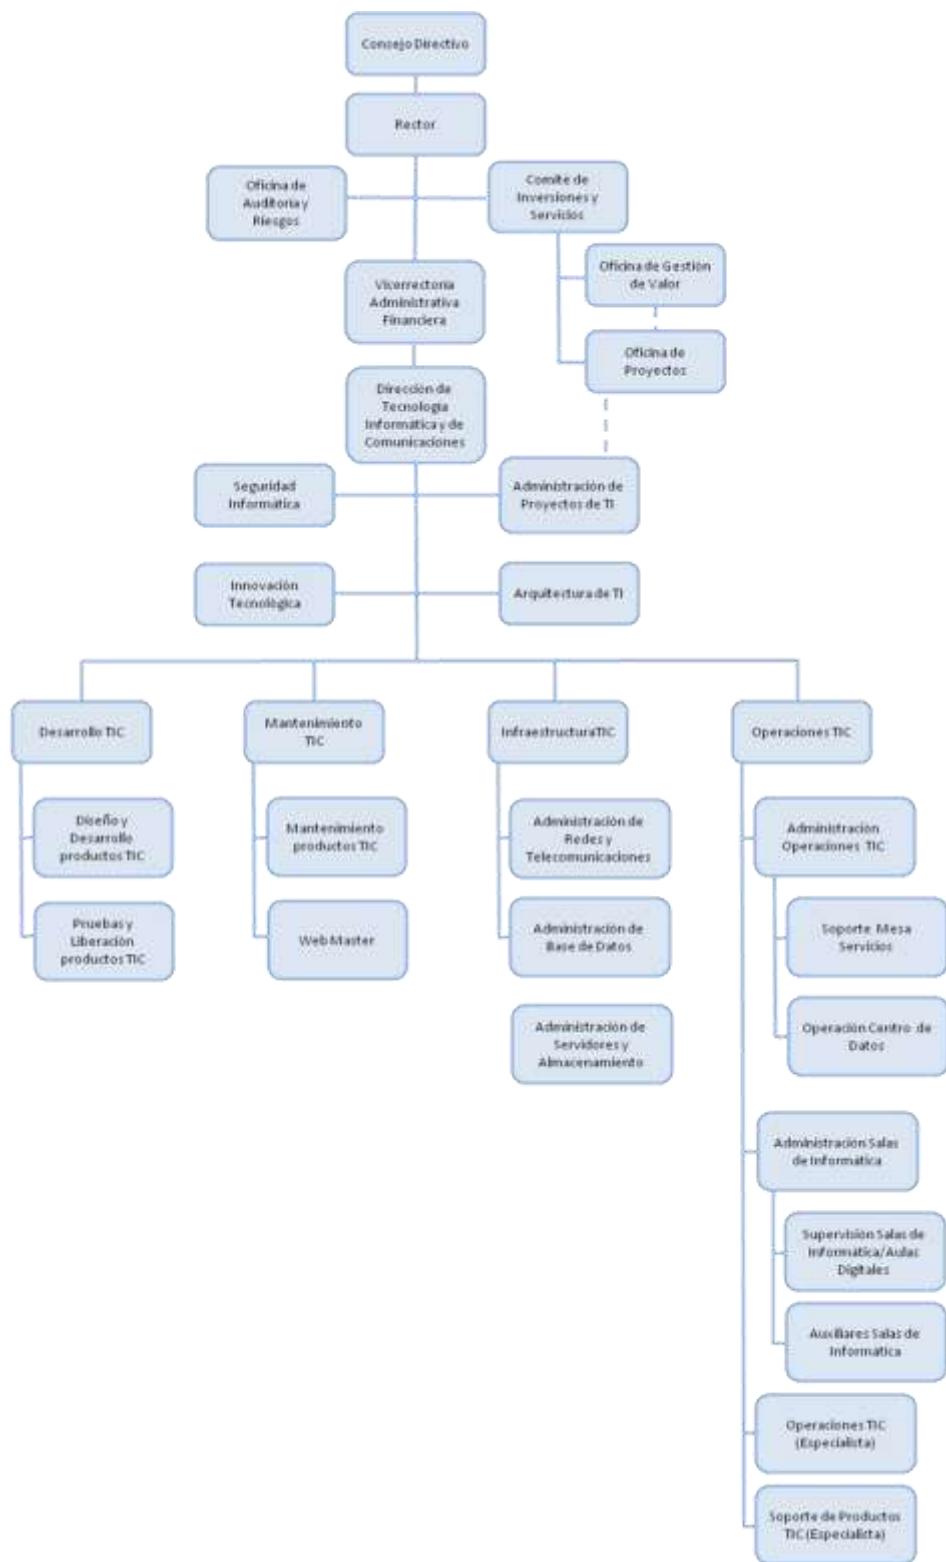 Consejo Directivo
Rector
Oficina de
Auditoria y
Riesgos
Comite de
Inversiones y
Servicios
Oficina de Gestión
de Valor
Vicerrectoria
Administrativa
Financiera
Oficina de
Proyectos
Dirección de
Tecnologia
Informática y de
Comunicaciones
Seguridad
Informática
Administración de
Proyectos de TI
Innovación
Tecnológica
Arquitectura de TI
Desarrollo TIC
Mantenimiento
TIC
InfraestructuraTIC
Operaciones TIC
Diseño y
Desarrollo
productos TIC
Mantenimiento
productos TIC
Administración de
Redes y
Telecomunicaciones
Administración
Operaciones TIC
Pruebas y
Liberación
productos TIC
Web Master
Administración de
Base de Datos
Soporte Mesa
Servicios
Administración de
Servidores y
Almacenamiento
Operación Centro de
Datos
Administración Salas
de Informática
Supervisión Salas de
Informática/Aulas
Digitales
Auxiliares Salas de
Informática
Operaciones TIC
(Especialista)
Soporte de Productos
TIC (Especialista)